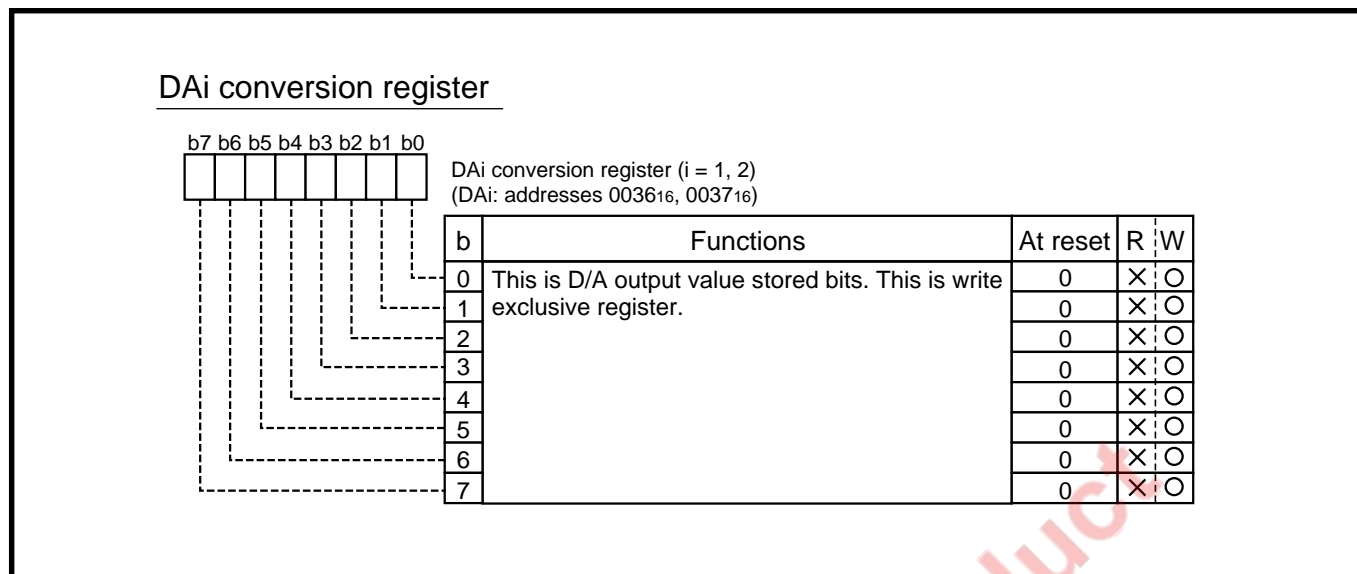 DAi conversion register
b7 b6 b5 b4 b3 b2 b1 b0
DAi conversion register (i = 1, 2)
(DAi: addresses 003616, 003716)
b Functions At reset R W
0 This is D/A output value stored bits. This is write 0 × O
1 exclusive register. 0 × O
2 0 × O
3 0 × O
4 0 × O
5 0 × O
6 0 × O
7 0 × O